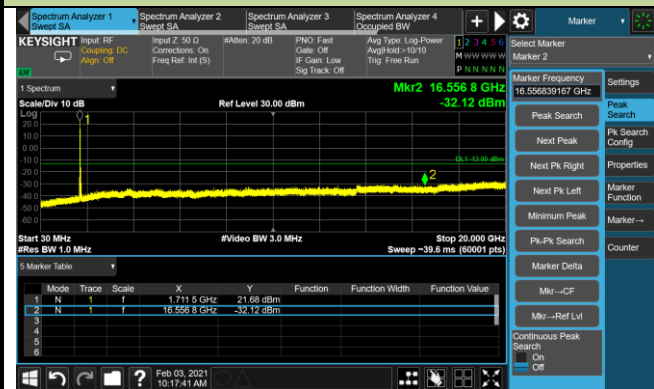 Spectrum Analyzer 1
Swept SA
Spectrum Analyzer 2
Swept SA
Spectrum Analyzer 3
Swept SA
Spectrum Analyzer 4
Occupied BW
Marker
KEYSIGHT
Input: RF
Coupling: DC
Align: Off
Input Z: 50 Ω
Corrections: On
Freq Ref: Int (S)
#Atten: 20 dB
PNO: Fast
Gate: Off
IF Gain: Low
Sig Track: Off
Avg Type: Log-Power
Avg|Hold:>10/10
Trig: Free Run
1 2 3 4 5 6
M W W W W W
P N N N N N
Select Marker
Marker 2
LXI
1 Spectrum
Mkr2 16.556 8 GHz
Scale/Div 10 dB
Ref Level 30.00 dBm
-32.12 dBm
Log
20.0
10.0
0.00
-10.0
-20.0
-30.0
-40.0
-50.0
-60.0
1
DL1 -13.00 dBm
2
Start 30 MHz
#Video BW 3.0 MHz
Stop 20.000 GHz
#Res BW 1.0 MHz
Sweep ~39.6 ms (60001 pts)
5 Marker Table
Mode Trace Scale X Y Function Function Width Function Value
1 N 1 f 1.711 5 GHz 21.68 dBm
2 N 1 f 16.556 8 GHz -32.12 dBm
3
4
5
6
Marker Frequency
16.556839167 GHz
Peak Search
Next Peak
Next Pk Right
Next Pk Left
Minimum Peak
Pk-Pk Search
Marker Delta
Mkr→CF
Mkr→Ref Lvl
Continuous Peak
Search
On
Off
Settings
Peak
Search
Pk Search
Config
Properties
Marker
Function
Marker→
Counter
?
Feb 03, 2021
10:17:41 AM